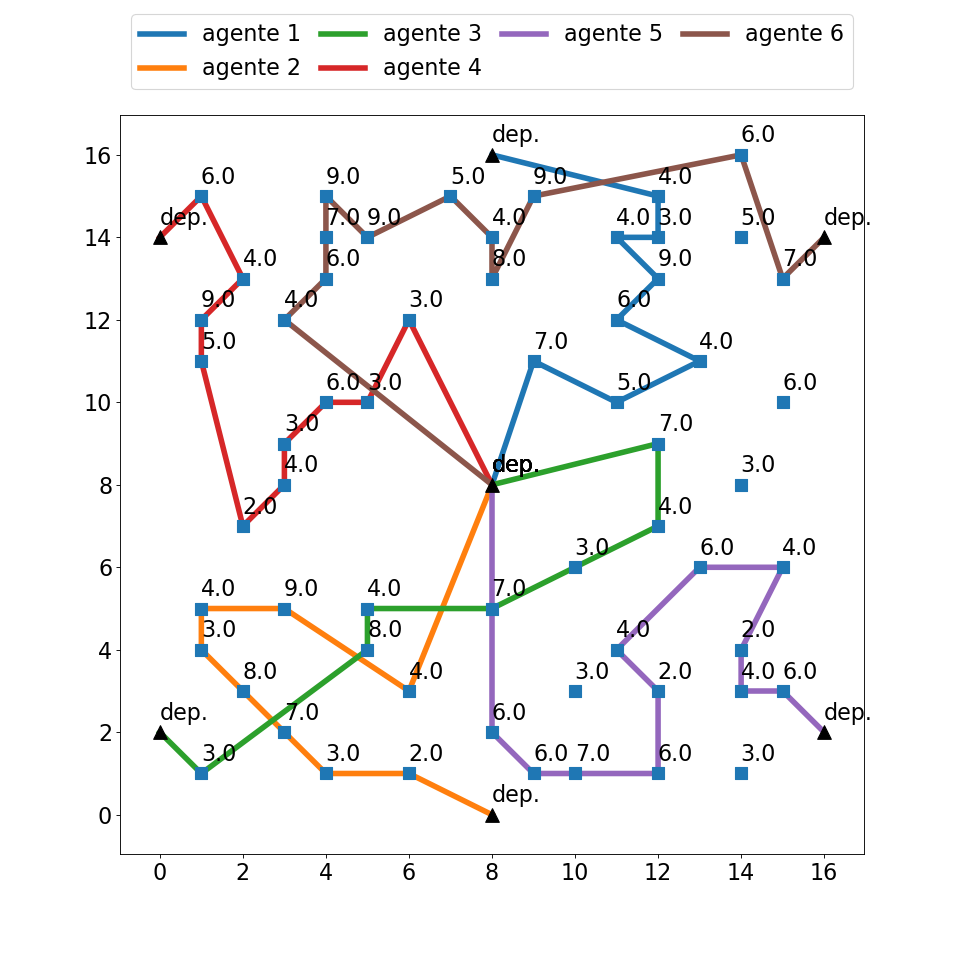 agente 1 agente 3 agente 5 agente 6
agente 2 agente 4
dep. 6.0
16
6.0 9.0 5.0 9.0 4.0
dep. 7.0 9.0 4.0 4.0 3.0 5.0 dep.
14
4.0 6.0 8.0 9.0 7.0
9.0 4.0 3.0 6.0
12
5.0 7.0 4.0
6.0 3.0 5.0 6.0
10
3.0 7.0
4.0 dep. 3.0
8
2.0 4.0
3.0 6.0 4.0
6
4.0 9.0 4.0 7.0
3.0 8.0 4.0 2.0
4
8.0 4.0 3.0 2.0 4.0 6.0
dep. 7.0 6.0 dep.
2
3.0 3.0 2.0 6.0 7.0 6.0 3.0
dep.
0
0 2 4 6 8 10 12 14 16